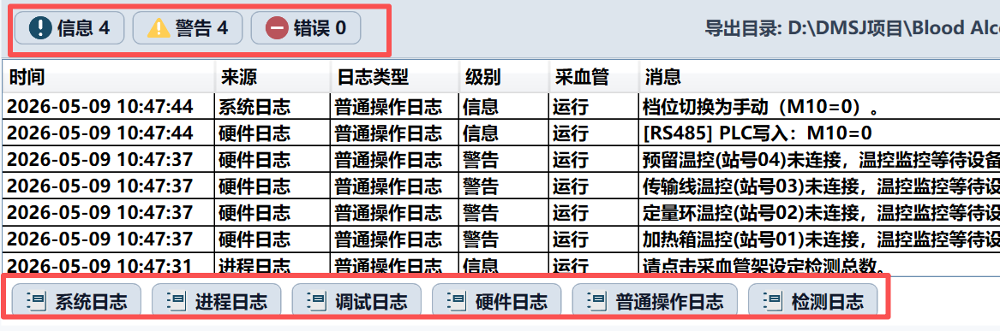 信息 4 警告 4 错误 0 导出目录: D:\DMSJ项目\Blood Alc
时间 来源 日志类型 级别 采血管 消息
2026-05-09 10:47:44 系统日志 普通操作日志 信息 运行 档位切换为手动（M10=0）。
2026-05-09 10:47:44 硬件日志 普通操作日志 信息 运行 [RS485] PLC写入：M10=0
2026-05-09 10:47:37 硬件日志 普通操作日志 警告 运行 预留温控(站号04)未连接，温控监控等待设备
2026-05-09 10:47:37 硬件日志 普通操作日志 警告 运行 传输线温控(站号03)未连接，温控监控等待设
2026-05-09 10:47:37 硬件日志 普通操作日志 警告 运行 定量环温控(站号02)未连接，温控监控等待设
2026-05-09 10:47:37 硬件日志 普通操作日志 警告 运行 加热箱温控(站号01)未连接，温控监控等待设
2026-05-09 10:47:31 进程日志 普通操作日志 信息 运行 请点击采血管架设定检测总数。
系统日志 进程日志 调试日志 硬件日志 普通操作日志 检测日志